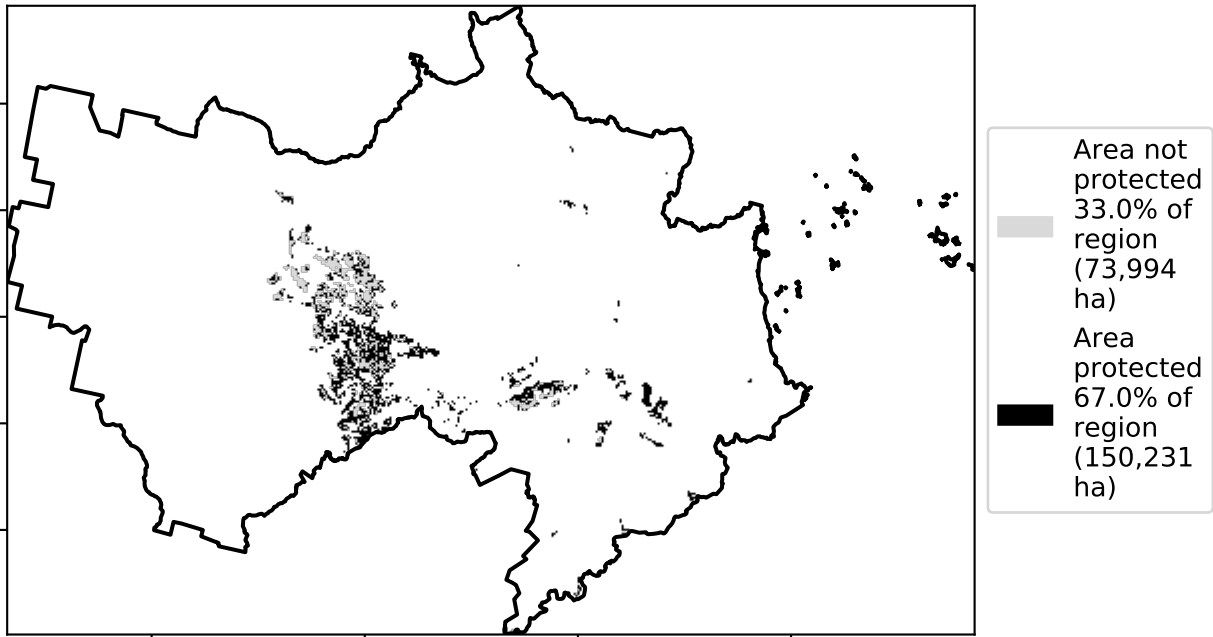 Area not
protected
33.0% of
region
(73,994
ha)
Area
protected
67.0% of
region
(150,231
ha)